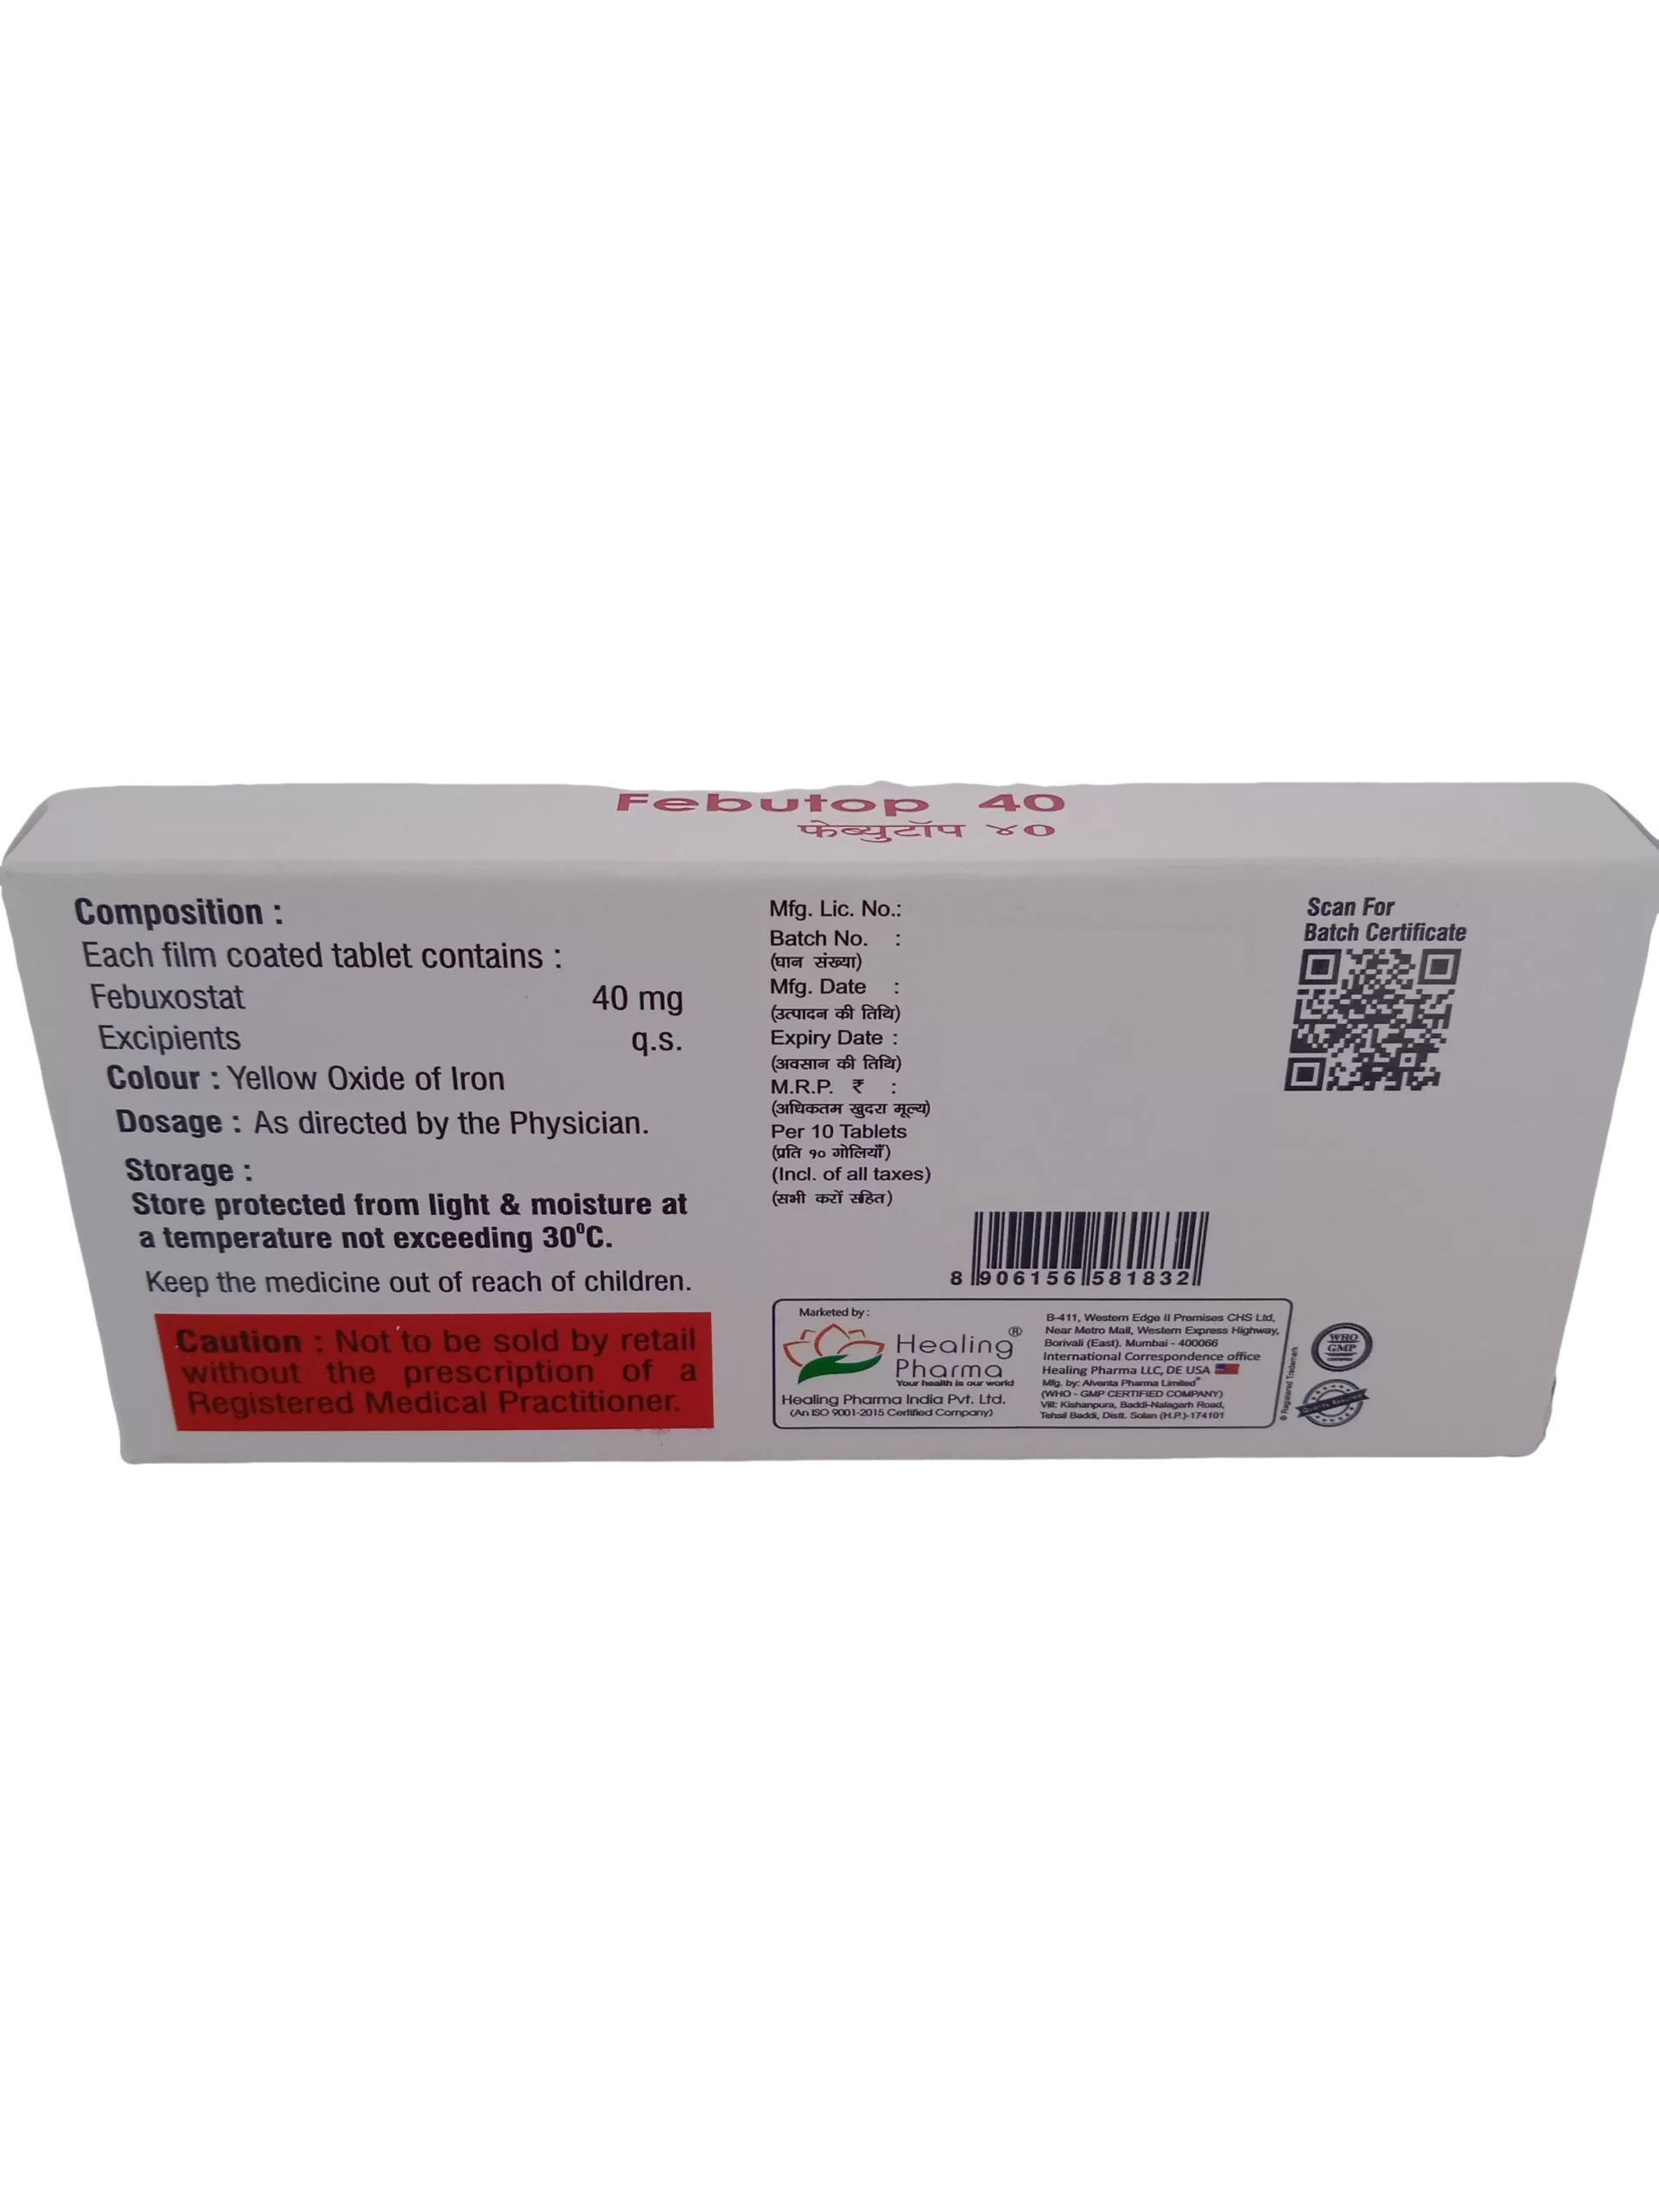 Febutop 40
फेब्युटॉप ४०
Composition :
Each film coated tablet contains :
Febuxostat 40 mg
Excipients q.s.
Colour : Yellow Oxide of Iron
Dosage : As directed by the Physician.
Storage :
Store protected from light & moisture at
a temperature not exceeding 30⁰C.
Keep the medicine out of reach of children.
Caution : Not to be sold by retail
without the prescription of a
Registered Medical Practitioner.
Mfg. Lic. No.:
Batch No. :
(घान संख्या)
Mfg. Date :
(उत्पादन की तिथि)
Expiry Date :
(अवसान की तिथि)
M.R.P. ₹ :
(अधिकतम खुदरा मूल्य)
Per 10 Tablets
(प्रति १० गोलियाँ)
(Incl. of all taxes)
(सभी करों सहित)
Scan For
Batch Certificate
8 906156 581832
Marketed by :
Healing ®
Pharma
Your health is our world
Healing Pharma India Pvt. Ltd.
(An ISO 9001-2015 Certified Company)
B-411, Western Edge II Premises CHS Ltd,
Near Metro Mall, Western Express Highway,
Borivali (East). Mumbai - 400066
International Correspondence office
Healing Pharma LLC, DE USA
Mfg. by: Alventa Pharma Limited
(WHO - GMP CERTIFIED COMPANY)
Vill: Kishanpura, Baddi-Nalagarh Road,
Tehsil Baddi, Distt. Solan (H.P.)-174101
® Registered Trademark
WHO
GMP